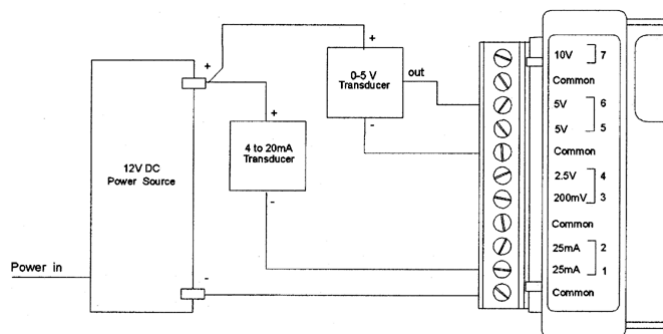 10V 7
Common
5V 6
5V 5
Common
2.5V 4
200mV 3
Common
25mA 2
25mA 1
Common
+
0-5 V
Transducer
out
-
+
+
4 to 20mA
Transducer
-
12V DC
Power Source
Power in
-